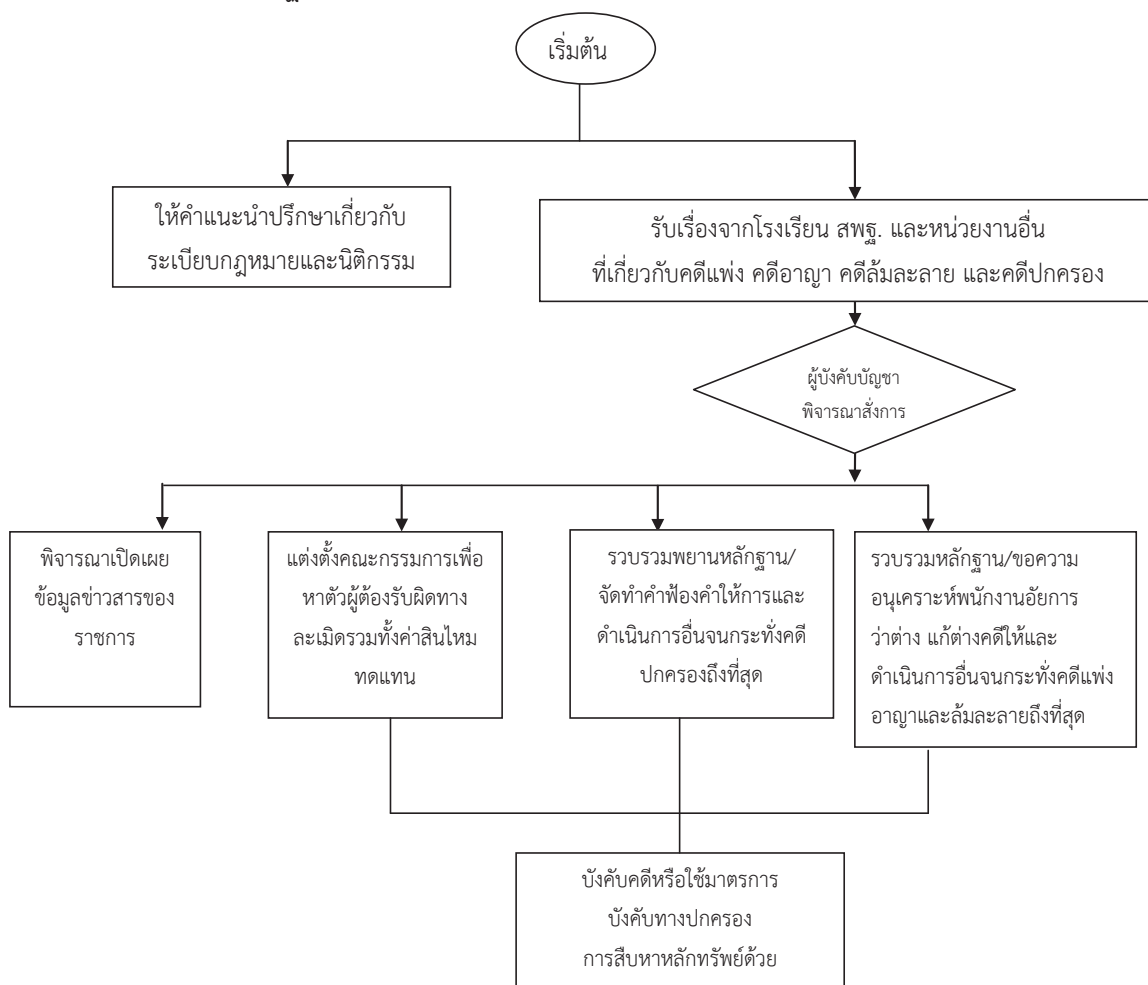 เริ่มต้น
ให้คำแนะนำปรึกษาเกี่ยวกับ
ระเบียบกฎหมายและนิติกรรม
รับเรื่องจากโรงเรียน สพฐ. และหน่วยงานอื่น
ที่เกี่ยวกับคดีแพ่ง คดีอาญา คดีล้มละลาย และคดีปกครอง
ผู้บังคับบัญชา
พิจารณาสั่งการ
พิจารณาเปิดเผย
ข้อมูลข่าวสารของ
ราชการ
แต่งตั้งคณะกรรมการเพื่อ
หาตัวผู้ต้องรับผิดทาง
ละเมิดรวมทั้งค่าสินไหม
ทดแทน
รวบรวมพยานหลักฐาน/
จัดทำคำฟ้องคำให้การและ
ดำเนินการอื่นจนกระทั่งคดี
ปกครองถึงที่สุด
รวบรวมหลักฐาน/ขอความ
อนุเคราะห์พนักงานอัยการ
ว่าต่าง แก้ต่างคดีให้และ
ดำเนินการอื่นจนกระทั่งคดีแพ่ง
อาญาและล้มละลายถึงที่สุด
บังคับคดีหรือใช้มาตรการ
บังคับทางปกครอง
การสืบหาหลักทรัพย์ด้วย